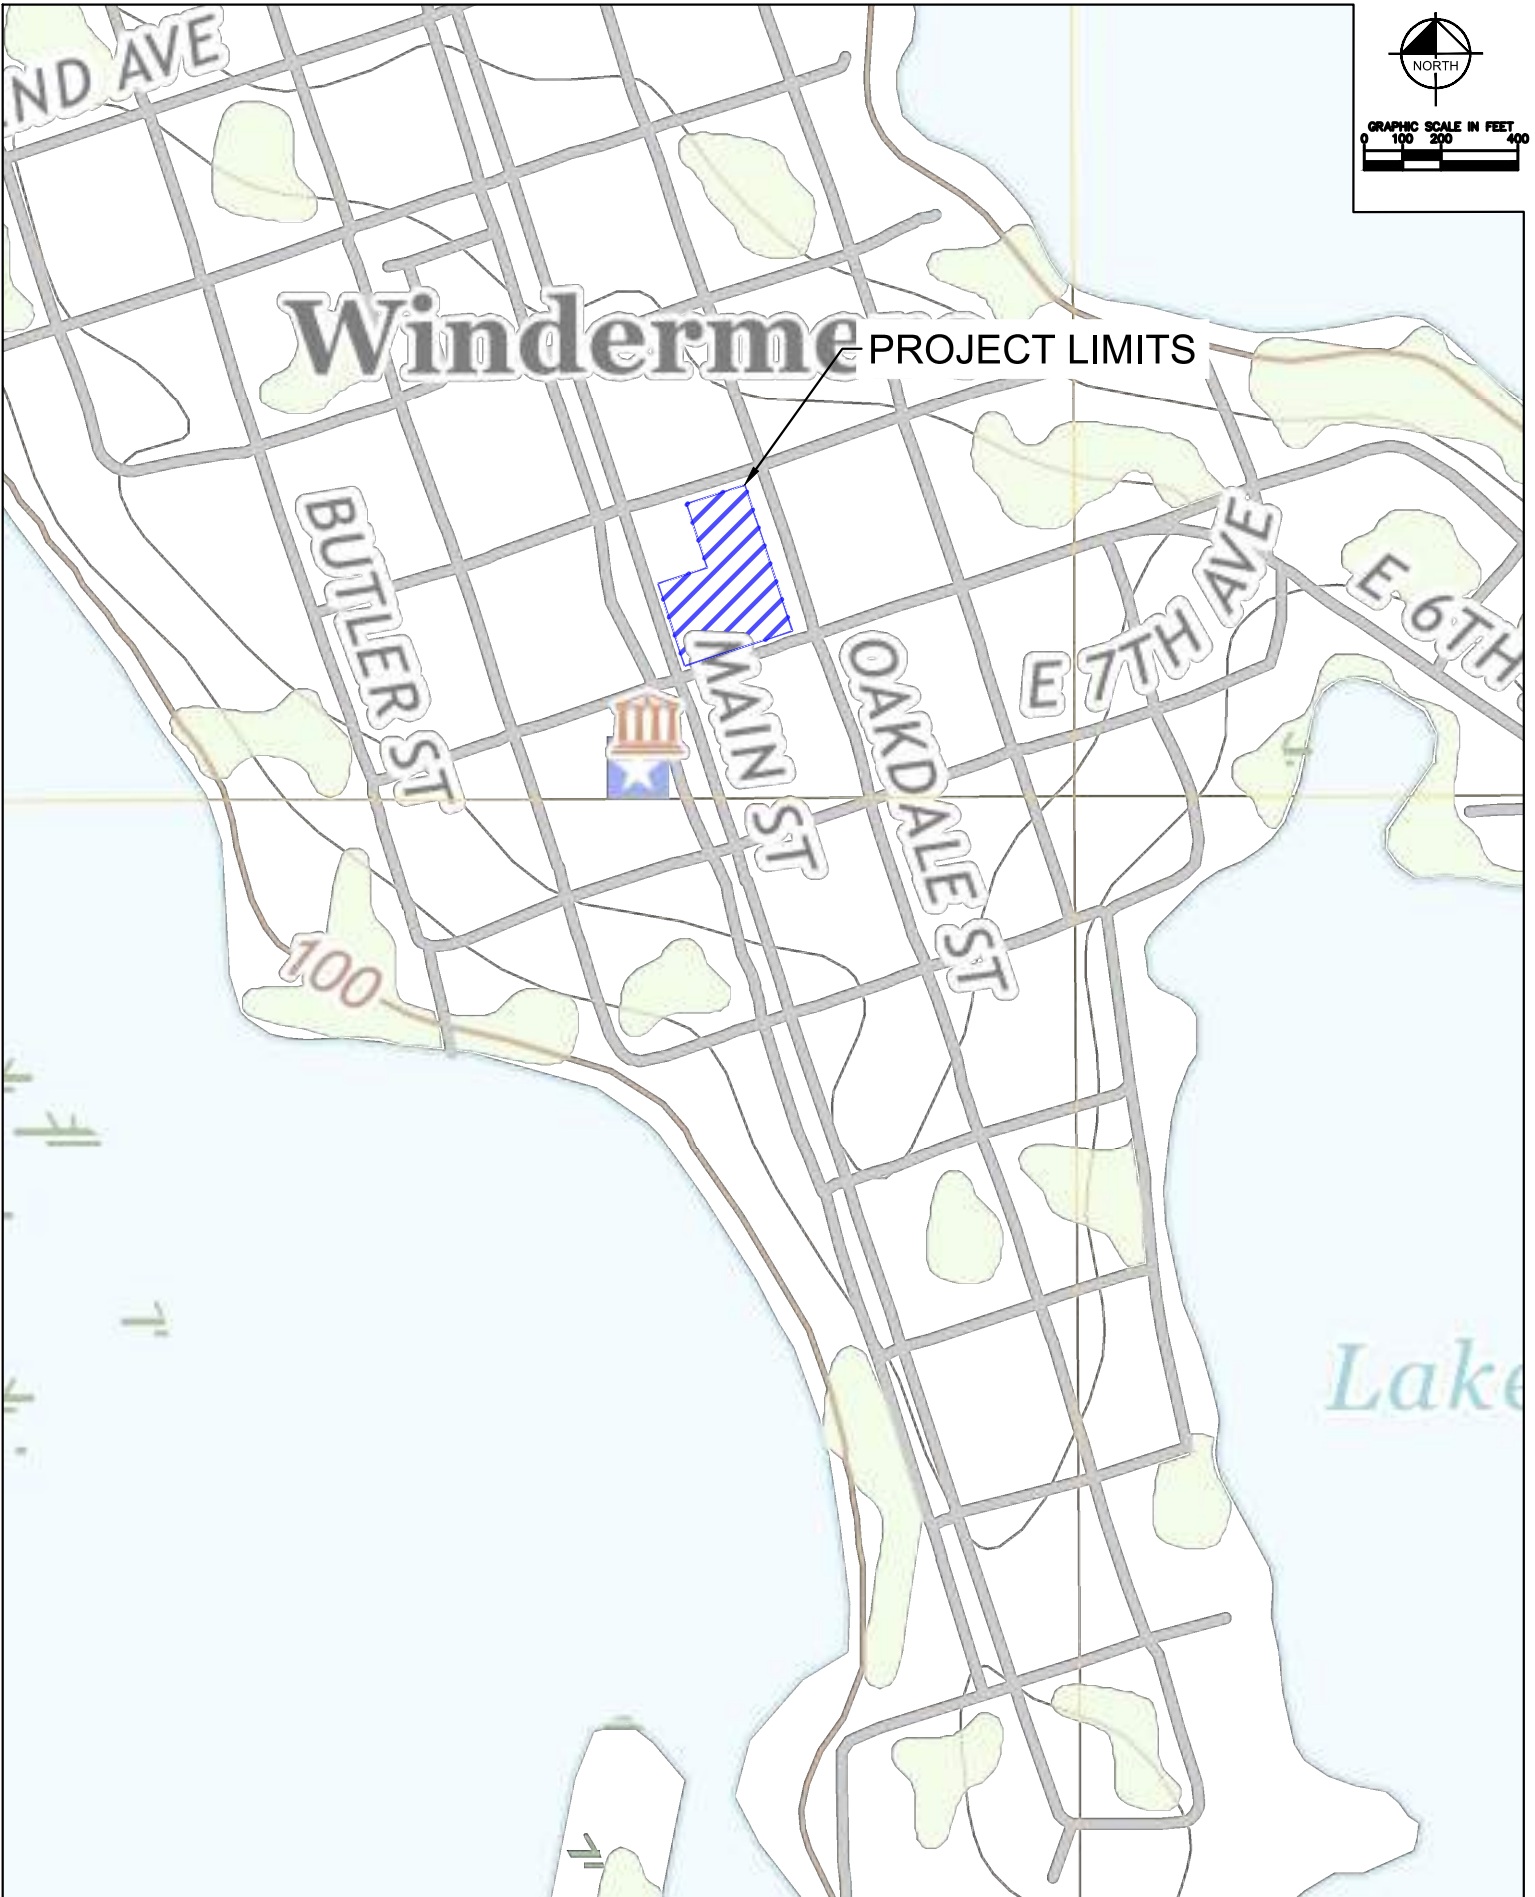 ND AVE
NORTH
GRAPHIC SCALE IN FEET
0 100 200 400
Winderme
PROJECT LIMITS
BUTLER ST
MAIN ST
OAKDALE ST
E 7TH AVE
E 6TH
100
Lake